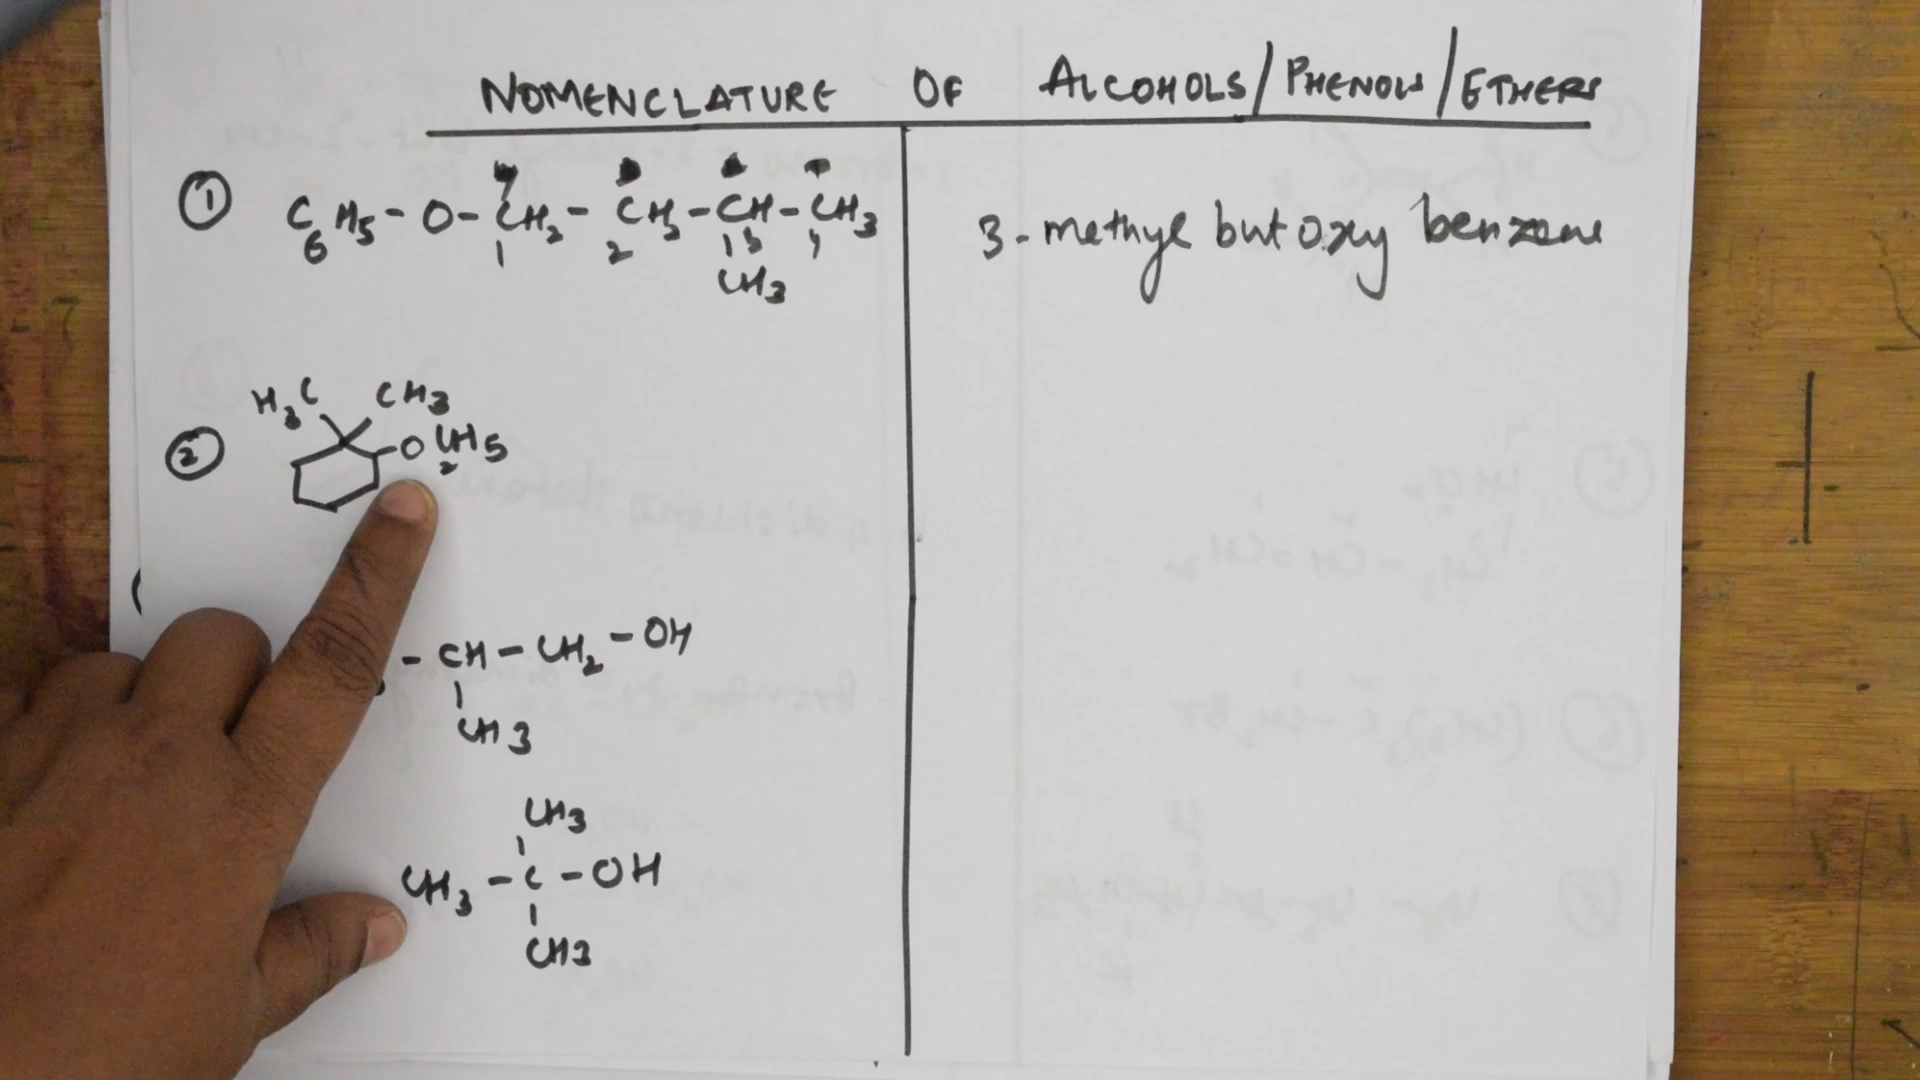 NOMENCLATURE OF ALCOHOLS/PHENOLS/ETHERS
① C6H5-O-CH2-CH2-CH-CH3
1 2 3 4
CH3
3-methyl butoxy benzene
H3C CH3
② OC2H5
-CH-CH2-OH
CH3
CH3
CH3-C-OH
CH3